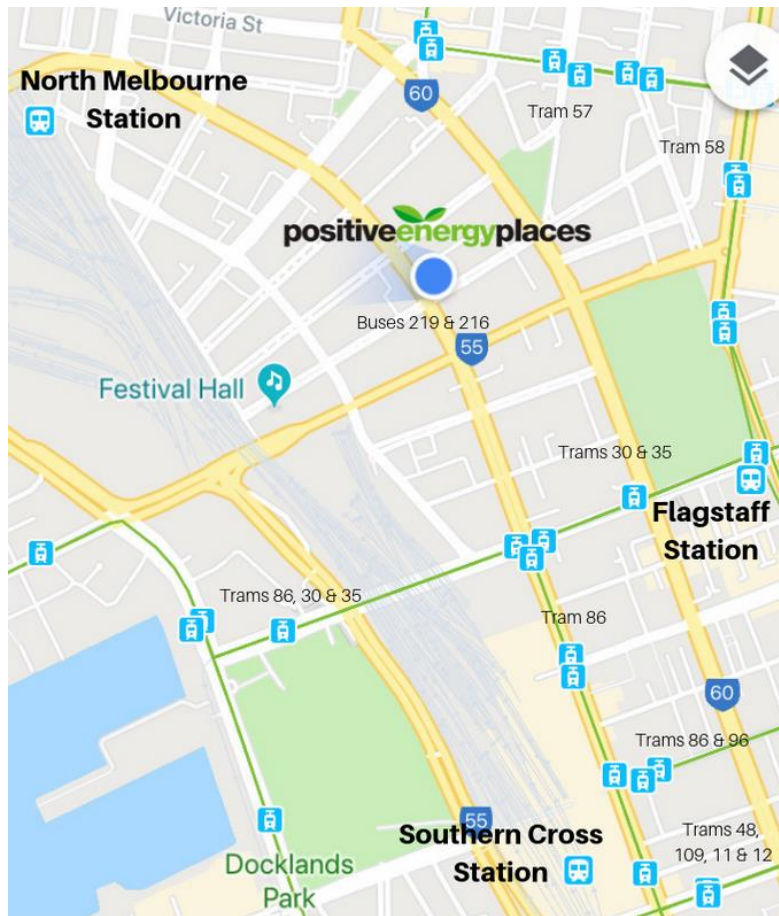 Victoria St
North Melbourne
Station
60
Tram 57
Tram 58
positiveenergyplaces
Buses 219 & 216
55
Festival Hall
Trams 30 & 35
Flagstaff
Station
Trams 86, 30 & 35
Tram 86
60
Trams 86 & 96
55
Southern Cross
Station
Trams 48,
109, 11 & 12
Docklands
Park